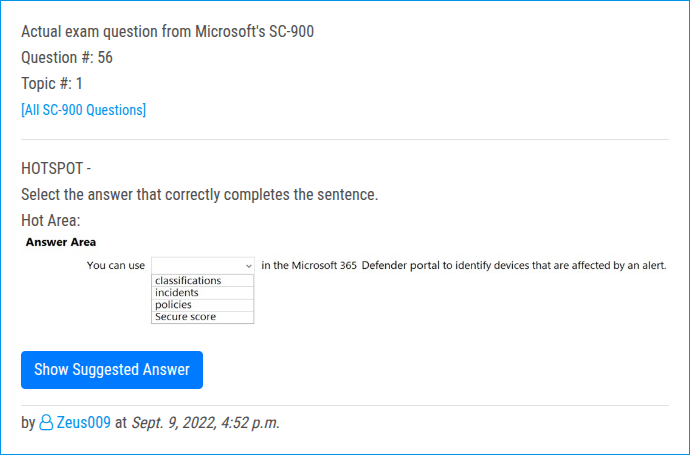 Actual exam question from Microsoft's SC-900
Question #: 56
Topic #: 1
[All SC-900 Questions]
HOTSPOT -
Select the answer that correctly completes the sentence.
Hot Area:
Answer Area
You can use in the Microsoft 365 Defender portal to identify devices that are affected by an alert.
classifications
incidents
policies
Secure score
Show Suggested Answer
by Zeus009 at Sept. 9, 2022, 4:52 p.m.